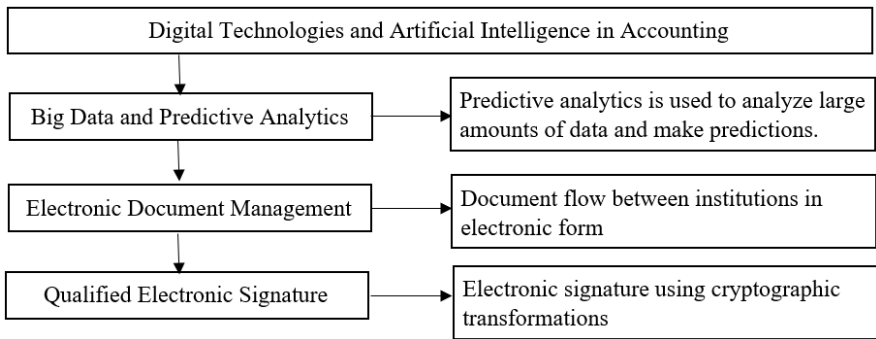 Digital Technologies and Artificial Intelligence in Accounting
Big Data and Predictive Analytics
Predictive analytics is used to analyze large
amounts of data and make predictions.
Electronic Document Management
Document flow between institutions in
electronic form
Qualified Electronic Signature
Electronic signature using cryptographic
transformations